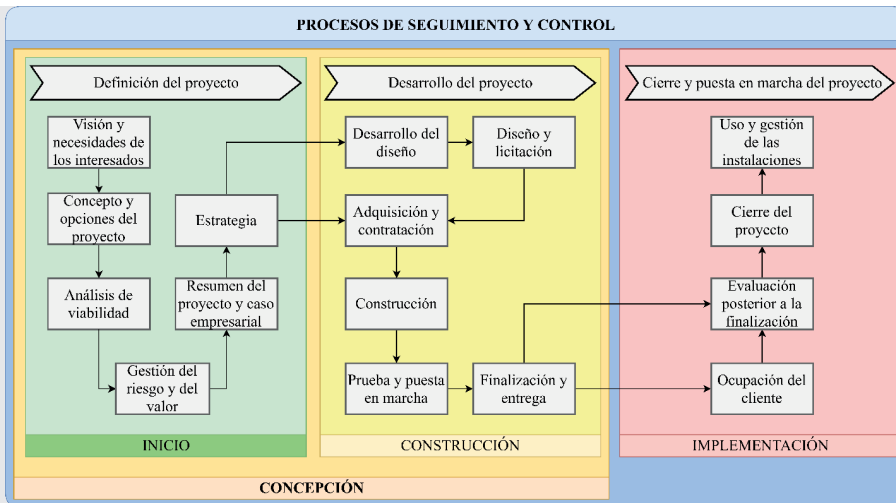 PROCESOS DE SEGUIMIENTO Y CONTROL
Definición del proyecto
Visión y
necesidades de
los interesados
Concepto y
opciones del
proyecto
Análisis de
viabilidad
Gestión del
riesgo y del
valor
Resumen del
proyecto y caso
empresarial
Estrategia
INICIO
Desarrollo del proyecto
Desarrollo del
diseño
Diseño y
licitación
Adquisición y
contratación
Construcción
Prueba y puesta
en marcha
Finalización y
entrega
CONSTRUCCIÓN
CONCEPCIÓN
Cierre y puesta en marcha del proyecto
Uso y gestión
de las
instalaciones
Cierre del
proyecto
Evaluación
posterior a la
finalización
Ocupación del
cliente
IMPLEMENTACIÓN